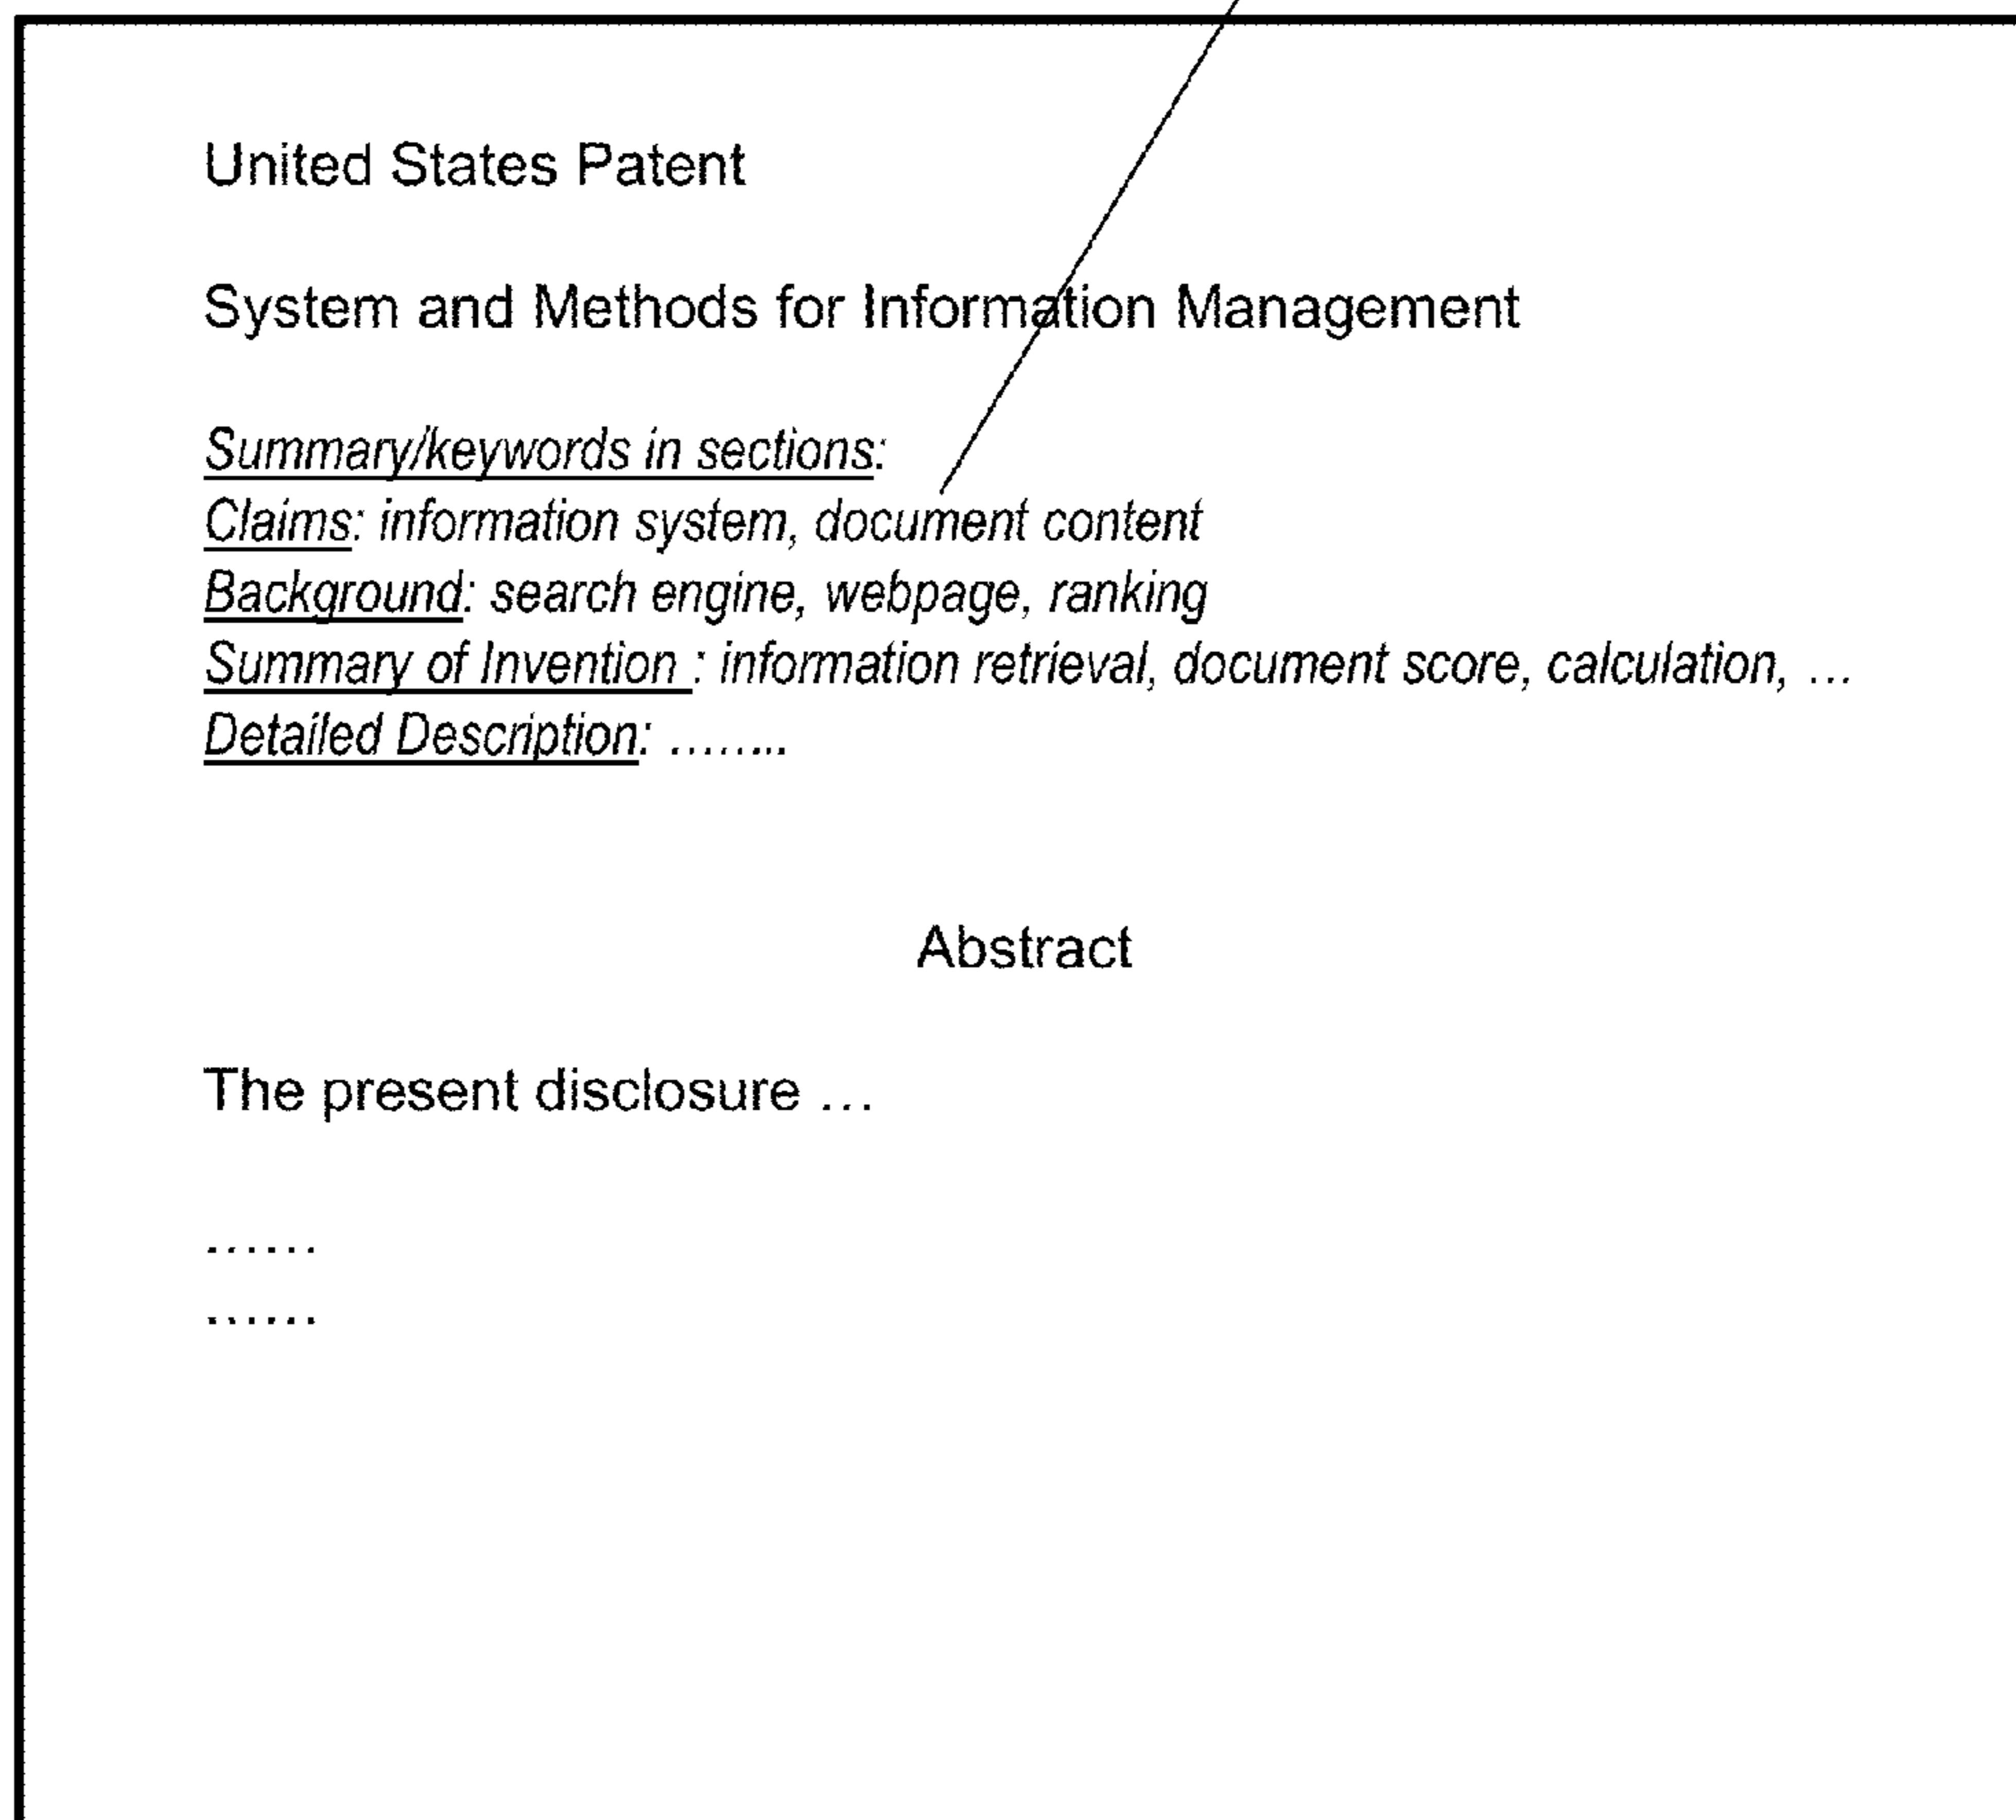 United States Patent
System and Methods for Information Management
Summary/keywords in sections:
Claims: information system, document content
Background: search engine, webpage, ranking
Summary of Invention : information retrieval, document score, calculation, …
Detailed Description: ……..
Abstract
The present disclosure …
……
……